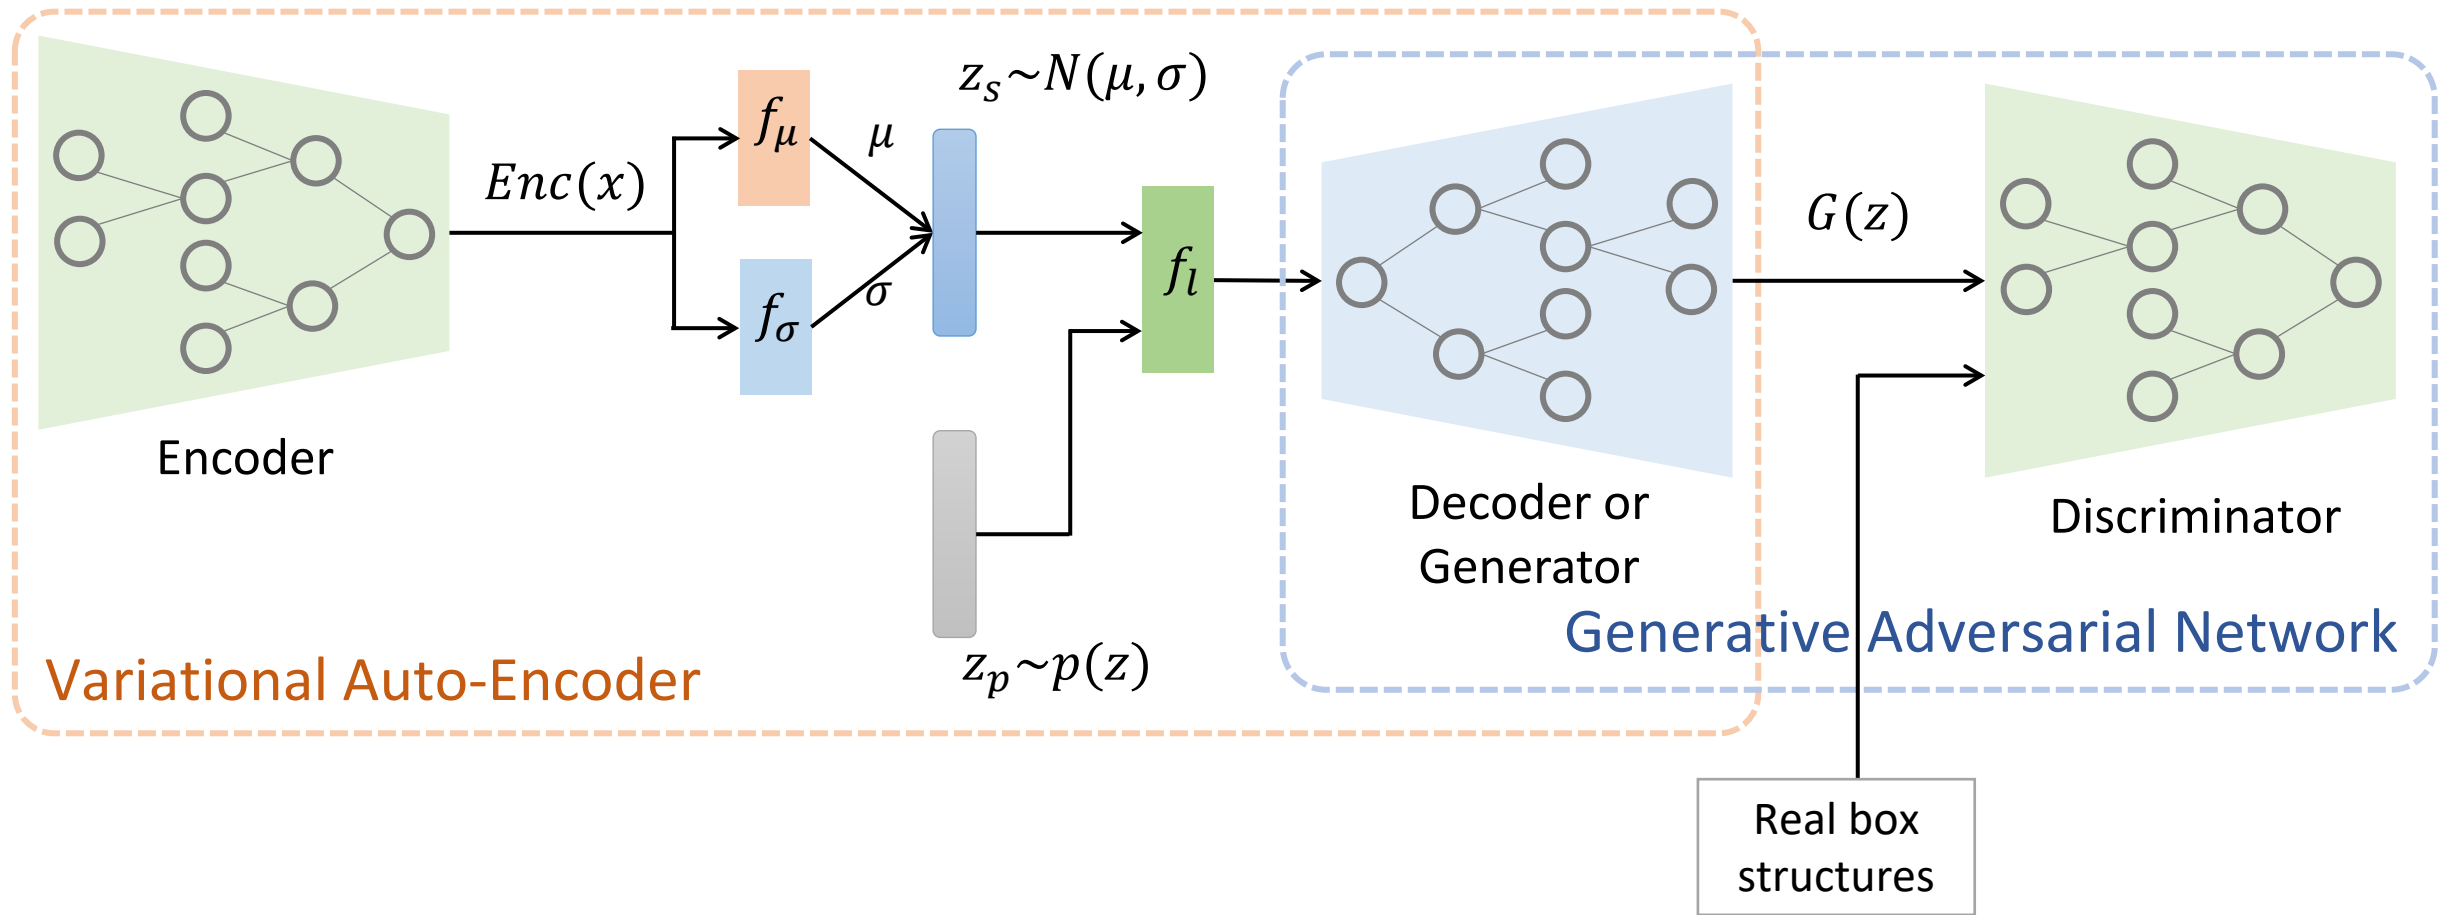 Encoder
Enc(x)
f_μ
f_σ
μ
σ
z_s~N(μ, σ)
z_p~p(z)
f_l
Decoder or
Generator
G(z)
Discriminator
Variational Auto-Encoder
Generative Adversarial Network
Real box
structures